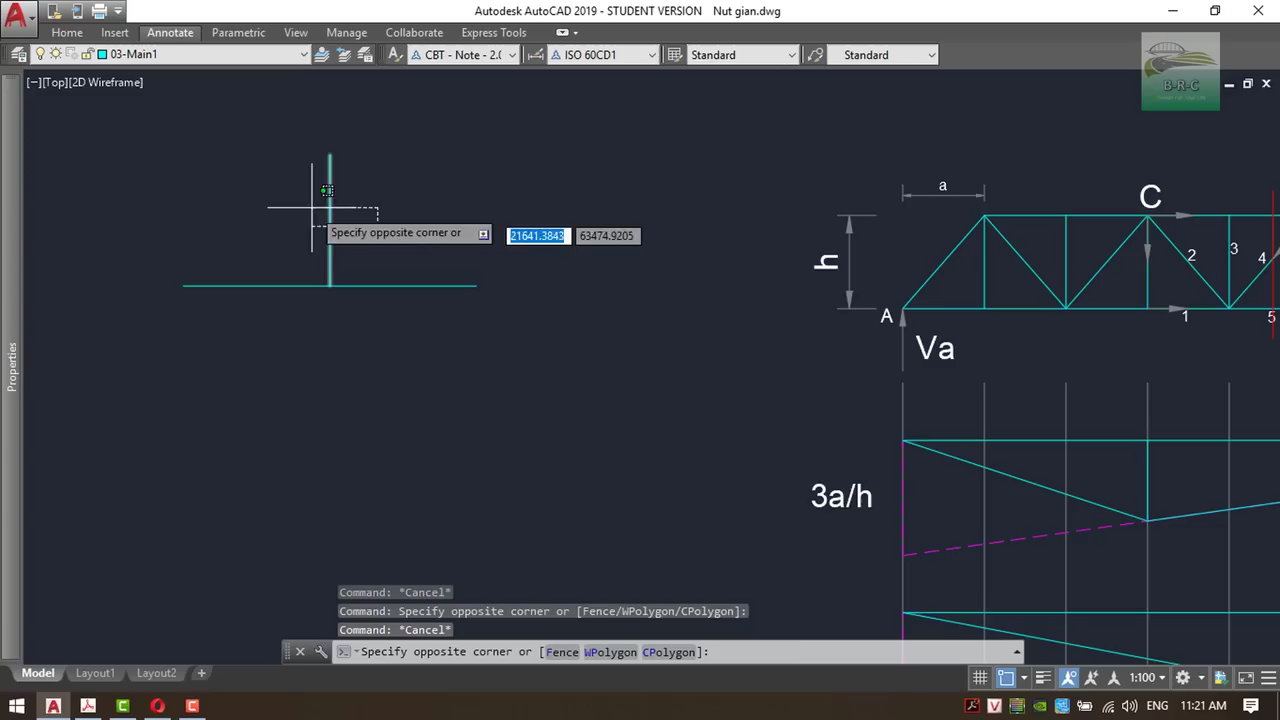 Autodesk AutoCAD 2019 - STUDENT VERSION Nut gian.dwg
Home Insert Annotate Parametric View Manage Collaborate Express Tools
03-Main1 CBT - Note - 2.0 ISO 60CD1 Standard Standard
[−][Top][2D Wireframe]
B-R-C
a
C
h
3
2
4
A
1
5
Va
Specify opposite corner or 21641.3843 63474.9205
Properties
3a/h
Command: *Cancel*
Command: Specify opposite corner or [Fence/WPolygon/CPolygon]:
Command: *Cancel*
Specify opposite corner or [Fence WPolygon CPolygon]:
Model Layout1 Layout2 + 1:100
ENG 11:21 AM